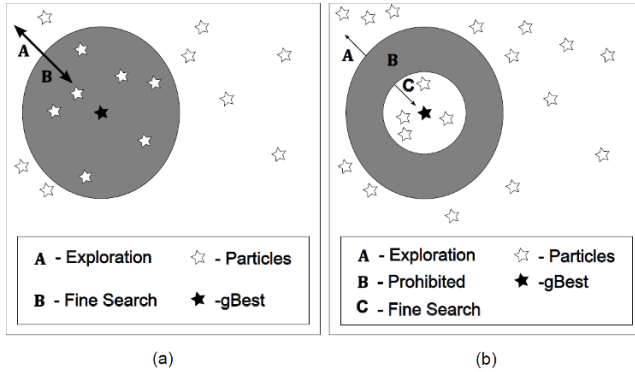 A
B
A
B
C
A - Exploration
- Particles
B - Fine Search
-gBest
A - Exploration
- Particles
B - Prohibited
-gBest
C - Fine Search
(a)
(b)